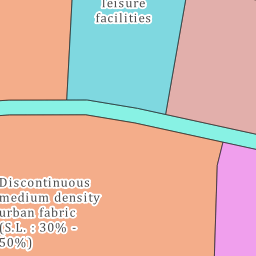 leisure
facilities
Discontinuous
medium density
urban fabric
(S.L. : 30% -
50%)